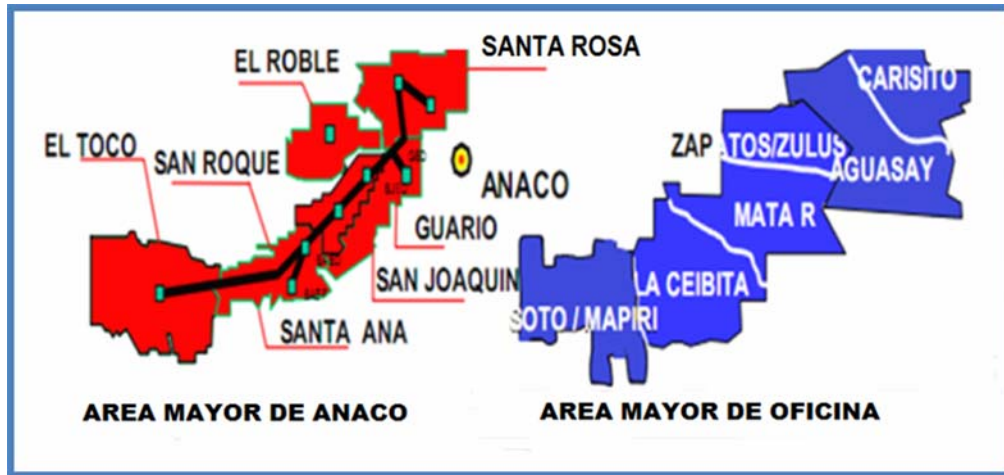 SANTA ROSA
EL ROBLE
EL TOCO
SAN ROQUE
ANACO
GUARIO
SAN JOAQUIN
SANTA ANA
AREA MAYOR DE ANACO
CARISITO
ZAPATOS/ZULUS
AGUASAY
MATA R
LA CEIBITA
SOTO / MAPIRI
AREA MAYOR DE OFICINA